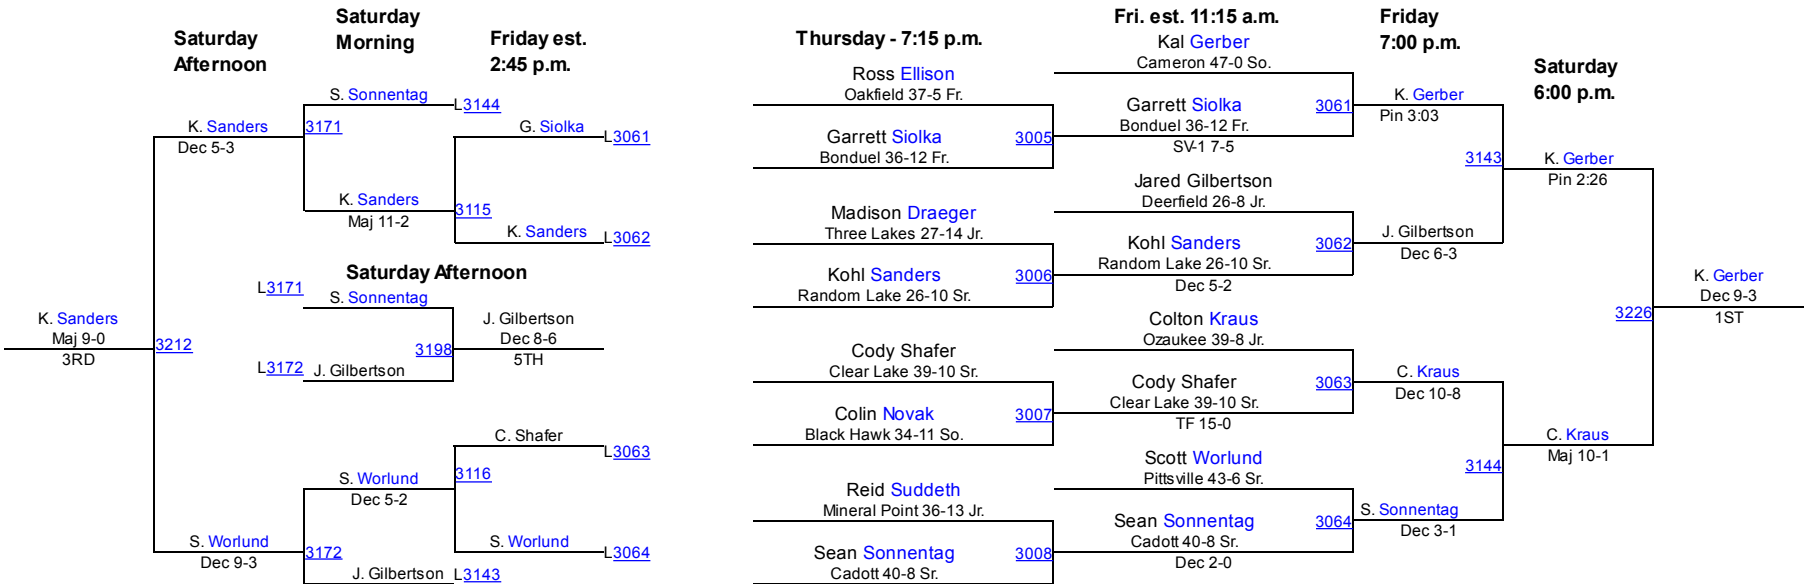 Saturday
Afternoon
Saturday
Morning
Friday est.
2:45 p.m.
S. Sonnentag
L3144
K. Sanders
3171
Dec 5-3
G. Siolka
L3061
K. Sanders
3115
Maj 11-2
K. Sanders
L3062
Saturday Afternoon
L3171
S. Sonnentag
K. Sanders
Maj 9-0
3RD
3212
J. Gilbertson
Dec 8-6
5TH
3198
L3172
J. Gilbertson
C. Shafer
L3063
S. Worlund
3116
Dec 5-2
S. Worlund
Dec 9-3
3172
S. Worlund
L3064
J. Gilbertson
L3143
Thursday - 7:15 p.m.
Ross Ellison
Oakfield 37-5 Fr.
Garrett Siolka
Bonduel 36-12 Fr.
3005
Madison Draeger
Three Lakes 27-14 Jr.
Kohl Sanders
Random Lake 26-10 Sr.
3006
Cody Shafer
Clear Lake 39-10 Sr.
Colin Novak
Black Hawk 34-11 So.
3007
Reid Suddeth
Mineral Point 36-13 Jr.
Sean Sonnentag
Cadott 40-8 Sr.
3008
Fri. est. 11:15 a.m.
Kal Gerber
Cameron 47-0 So.
Garrett Siolka
Bonduel 36-12 Fr.
SV-1 7-5
3061
Jared Gilbertson
Deerfield 26-8 Jr.
Kohl Sanders
Random Lake 26-10 Sr.
Dec 5-2
3062
Colton Kraus
Ozaukee 39-8 Jr.
Cody Shafer
Clear Lake 39-10 Sr.
TF 15-0
3063
Scott Worlund
Pittsville 43-6 Sr.
Sean Sonnentag
Cadott 40-8 Sr.
Dec 2-0
3064
Friday
7:00 p.m.
K. Gerber
Pin 3:03
3143
J. Gilbertson
Dec 6-3
C. Kraus
Dec 10-8
3144
S. Sonnentag
Dec 3-1
Saturday
6:00 p.m.
K. Gerber
Pin 2:26
3226
C. Kraus
Maj 10-1
K. Gerber
Dec 9-3
1ST